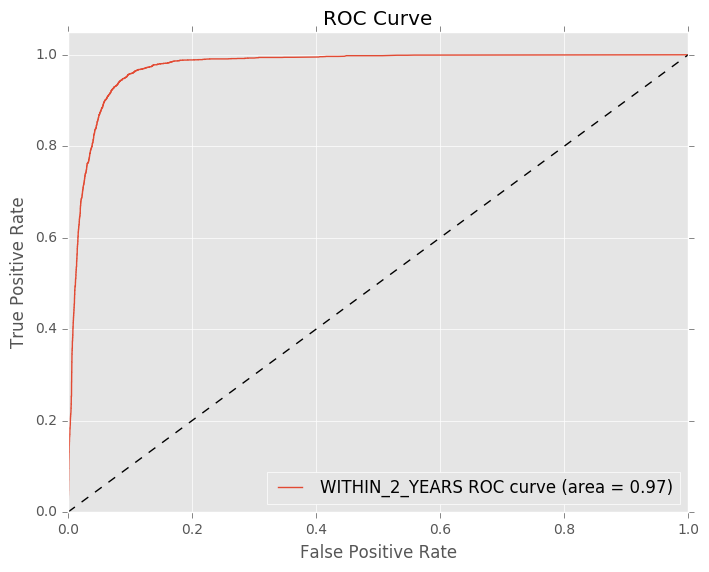 ROC Curve
1.0
0.8
0.6
0.4
0.2
0.0
True Positive Rate
WITHIN_2_YEARS ROC curve (area = 0.97)
0.0 0.2 0.4 0.6 0.8 1.0
False Positive Rate